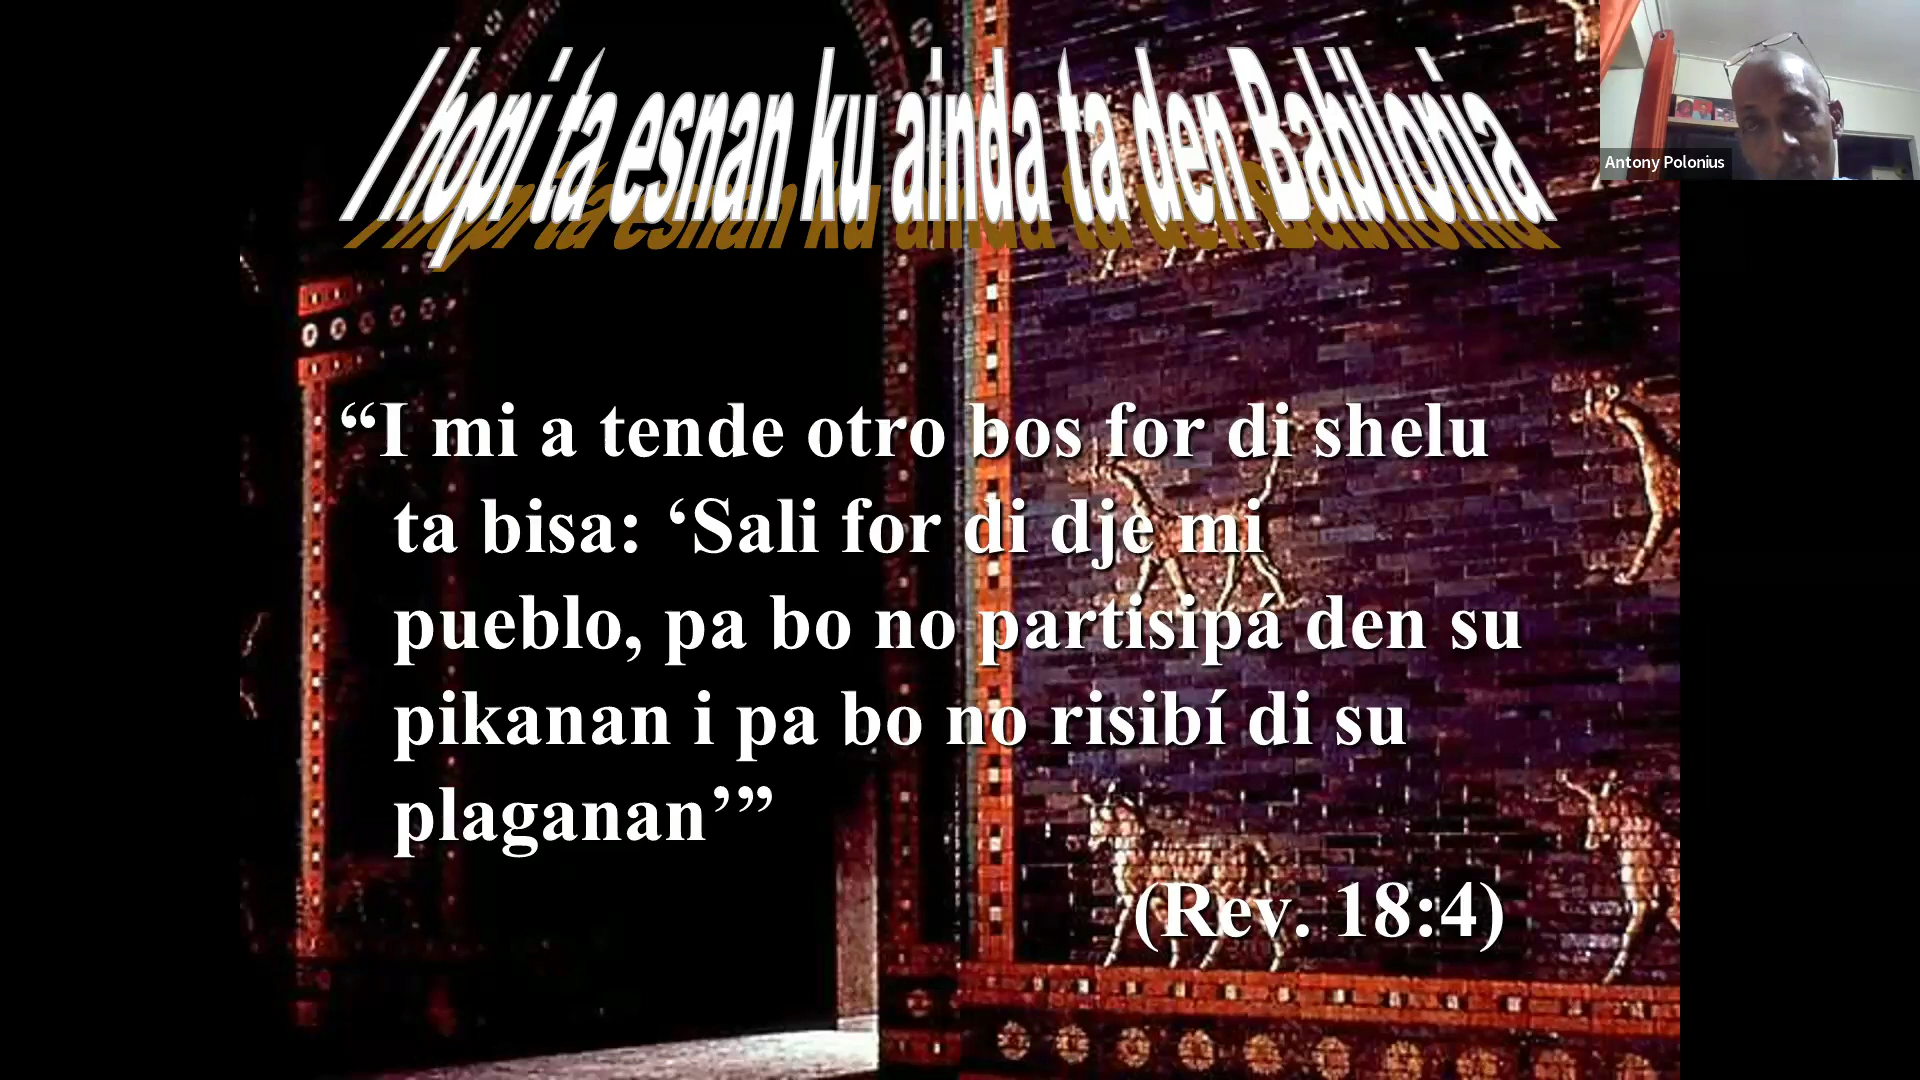 I hopi ta esnan ku ainda ta den Babilonia
Antony Polonius
“I mi a tende otro bos for di shelu
ta bisa: ‘Sali for di dje mi
pueblo, pa bo no partisipá den su
pikanan i pa bo no risibí di su
plaganan’”
(Rev. 18:4)